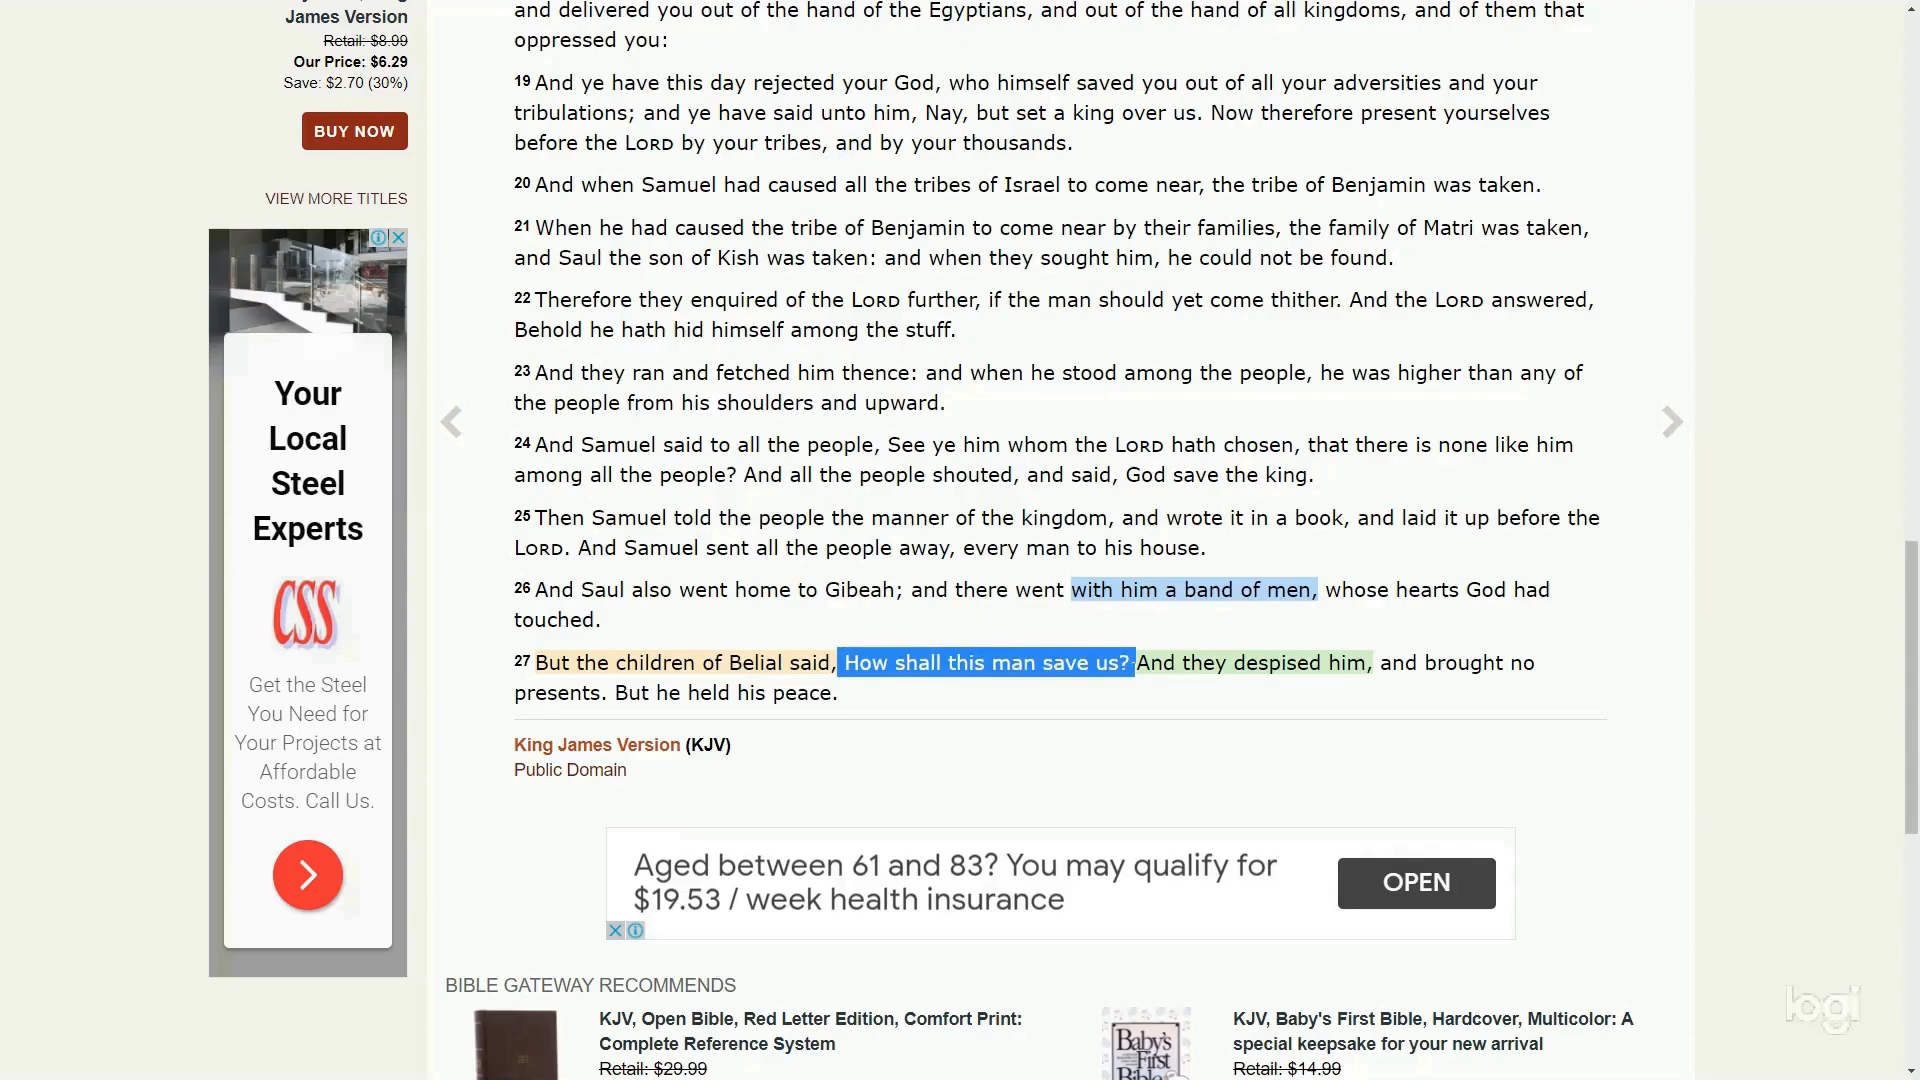 James Version
Retail: $8.99
Our Price: $6.29
Save: $2.70 (30%)
BUY NOW
VIEW MORE TITLES
Your
Local
Steel
Experts
CSS
Get the Steel
You Need for
Your Projects at
Affordable
Costs. Call Us.
and delivered you out of the hand of the Egyptians, and out of the hand of all kingdoms, and of them that
oppressed you:
19 And ye have this day rejected your God, who himself saved you out of all your adversities and your
tribulations; and ye have said unto him, Nay, but set a king over us. Now therefore present yourselves
before the LORD by your tribes, and by your thousands.
20 And when Samuel had caused all the tribes of Israel to come near, the tribe of Benjamin was taken.
21 When he had caused the tribe of Benjamin to come near by their families, the family of Matri was taken,
and Saul the son of Kish was taken: and when they sought him, he could not be found.
22 Therefore they enquired of the LORD further, if the man should yet come thither. And the LORD answered,
Behold he hath hid himself among the stuff.
23 And they ran and fetched him thence: and when he stood among the people, he was higher than any of
the people from his shoulders and upward.
24 And Samuel said to all the people, See ye him whom the LORD hath chosen, that there is none like him
among all the people? And all the people shouted, and said, God save the king.
25 Then Samuel told the people the manner of the kingdom, and wrote it in a book, and laid it up before the
LORD. And Samuel sent all the people away, every man to his house.
26 And Saul also went home to Gibeah; and there went with him a band of men, whose hearts God had
touched.
27 But the children of Belial said, How shall this man save us? And they despised him, and brought no
presents. But he held his peace.
King James Version (KJV)
Public Domain
Aged between 61 and 83? You may qualify for
$19.53 / week health insurance
OPEN
BIBLE GATEWAY RECOMMENDS
KJV, Open Bible, Red Letter Edition, Comfort Print:
Complete Reference System
Retail: $29.99
Baby's
First
Bible
KJV, Baby's First Bible, Hardcover, Multicolor: A
special keepsake for your new arrival
Retail: $14.99
logi